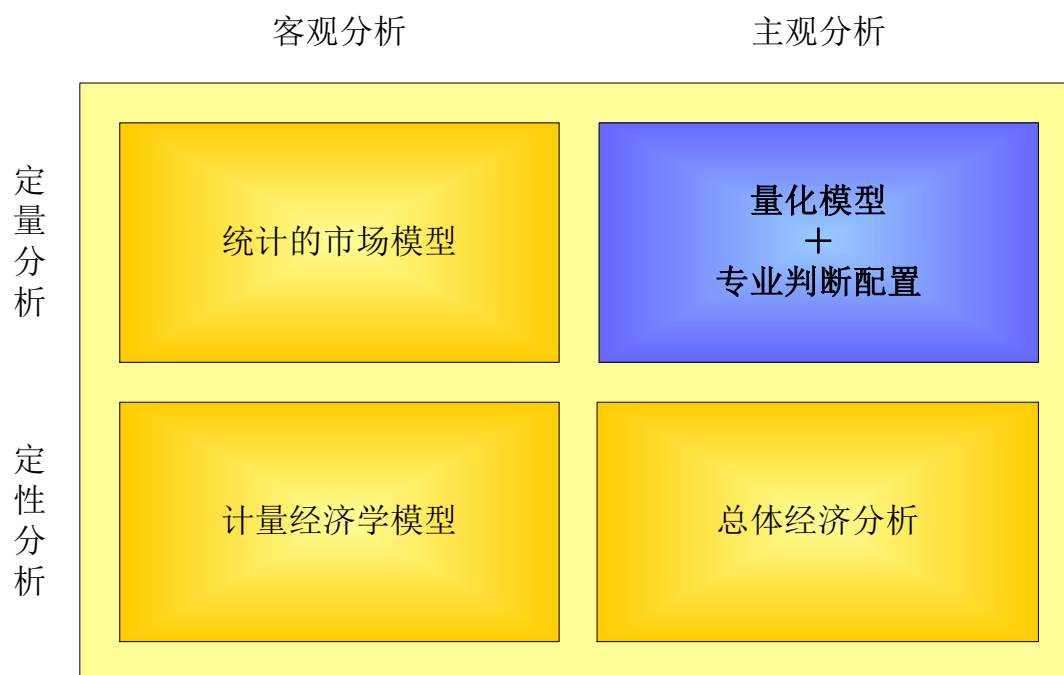 客观分析
主观分析
定量分析
统计的市场模型
量化模型
＋
专业判断配置
定性分析
计量经济学模型
总体经济分析